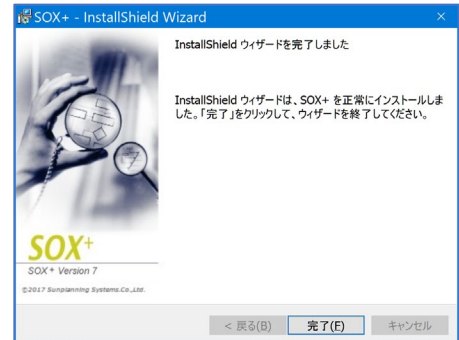 SOX+ - InstallShield Wizard
InstallShield ウィザードを完了しました
InstallShield ウィザードは、SOX+ を正常にインストールしま
した。「完了」をクリックして、ウィザードを終了してください。
SOX+
SOX+ Version 7
©2017 Sunplanning Systems.Co.,Ltd.
< 戻る(B)
完了(F)
キャンセル